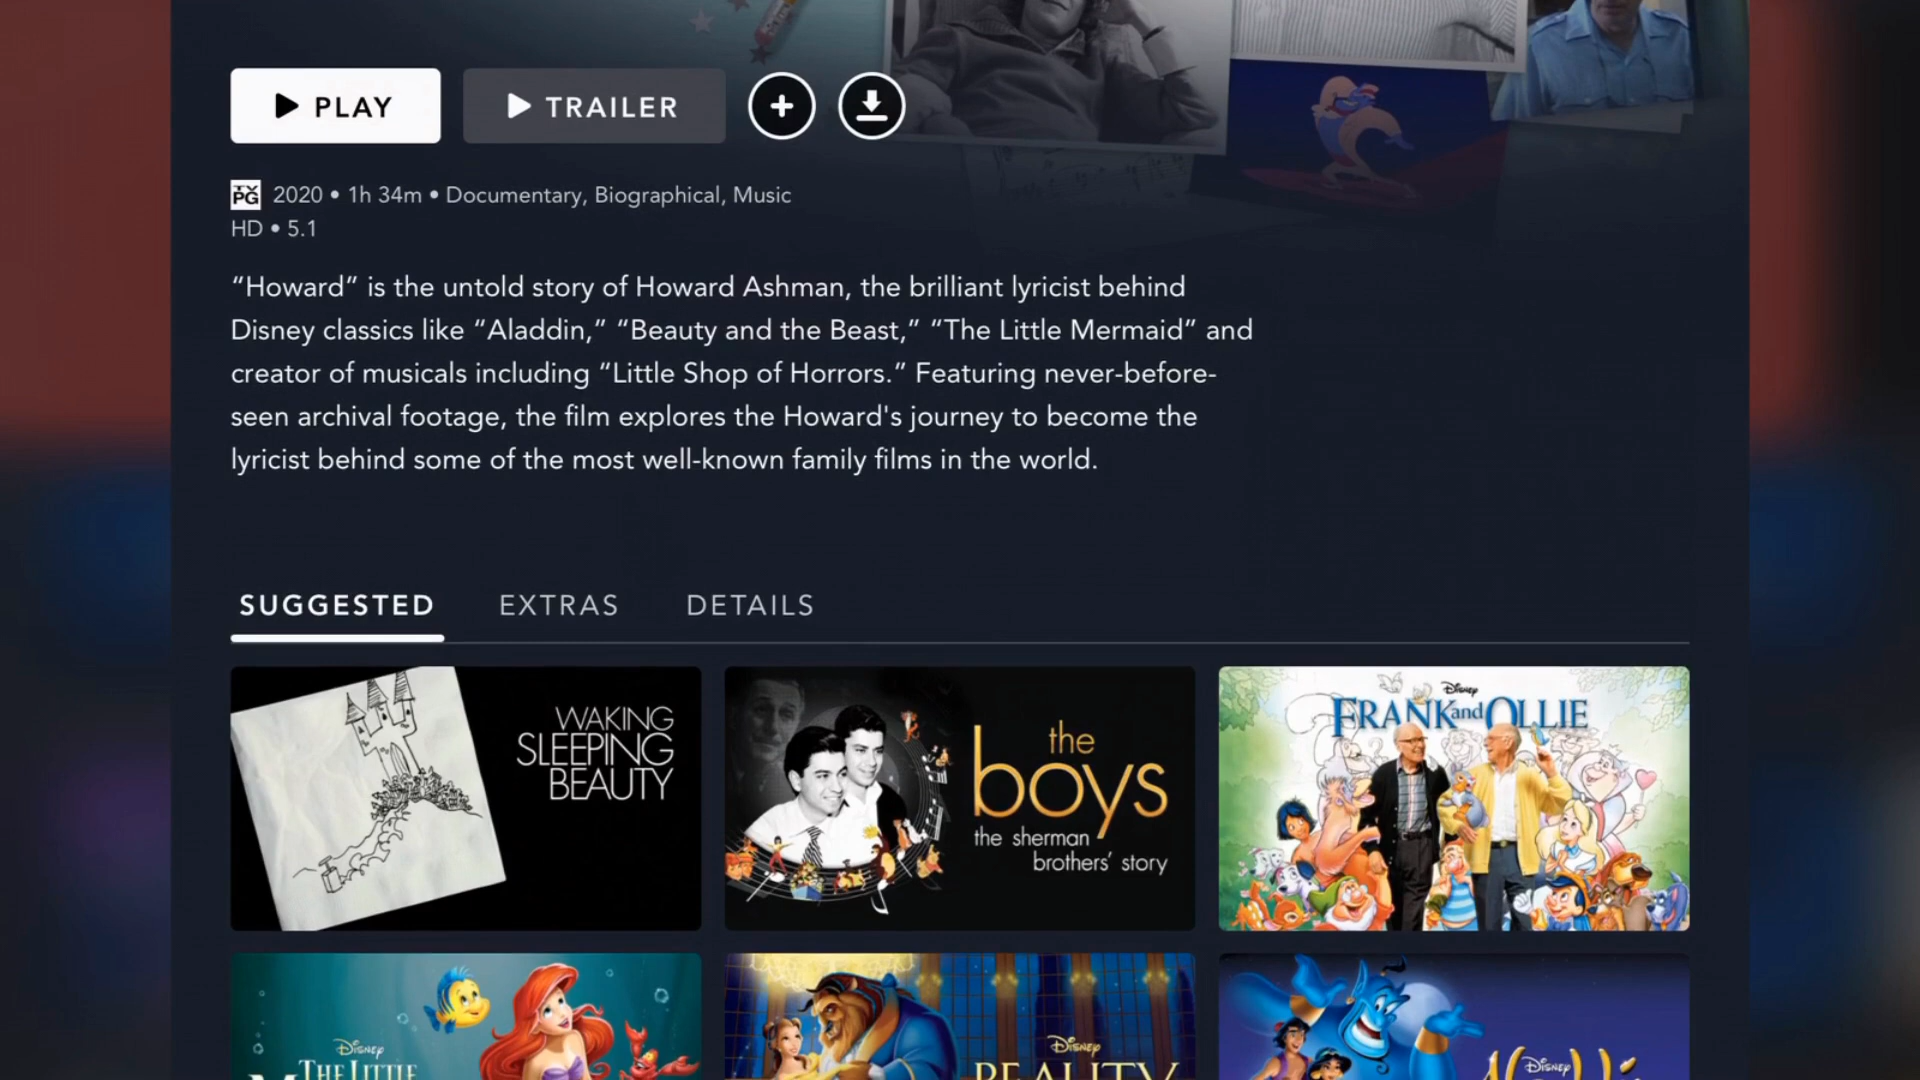 PLAY
TRAILER
TV PG 2020 • 1h 34m • Documentary, Biographical, Music
HD • 5.1
“Howard” is the untold story of Howard Ashman, the brilliant lyricist behind
Disney classics like “Aladdin,” “Beauty and the Beast,” “The Little Mermaid” and
creator of musicals including “Little Shop of Horrors.” Featuring never-before-
seen archival footage, the film explores the Howard's journey to become the
lyricist behind some of the most well-known family films in the world.
SUGGESTED
EXTRAS
DETAILS
WAKING
SLEEPING
BEAUTY
the
boys
the sherman
brothers’ story
Disney
FRANK and OLLIE
Disney
THE LITTLE
Disney
BEAUTY
Disney